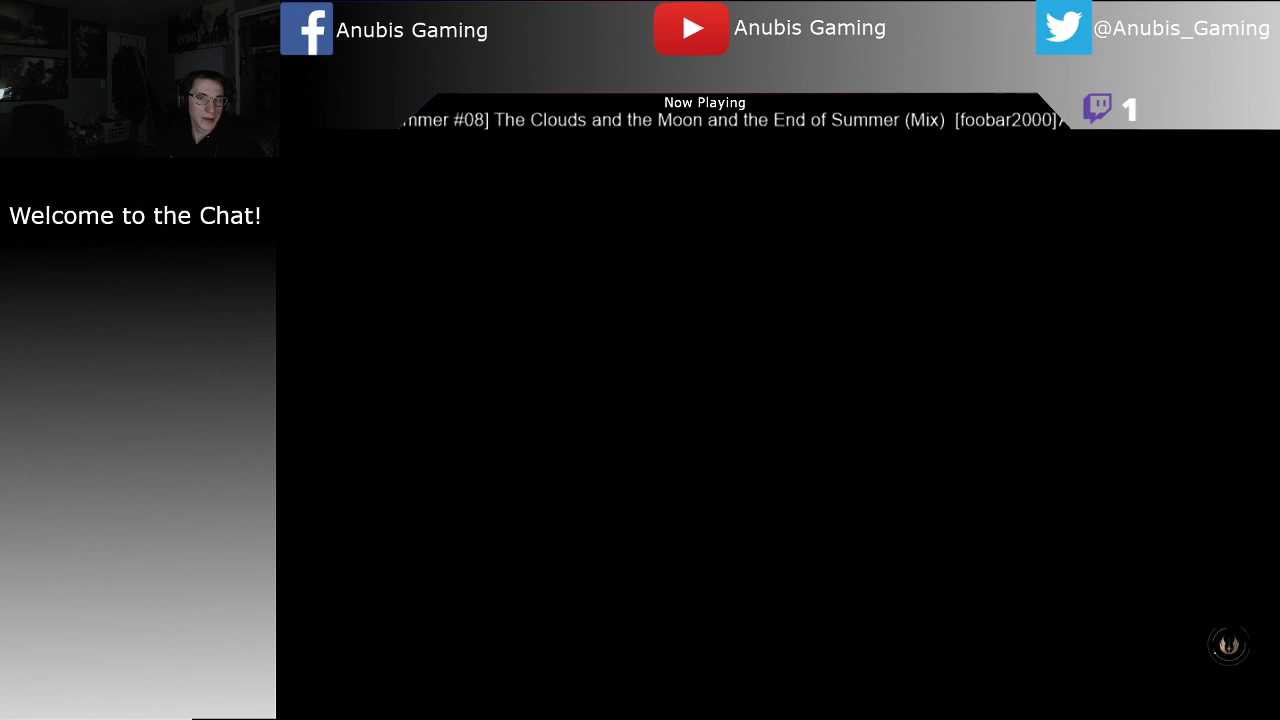 Anubis Gaming
Anubis Gaming
@Anubis_Gaming
Now Playing
#08] The Clouds and the Moon and the End of Summer (Mix) [foobar2000]
1
Welcome to the Chat!